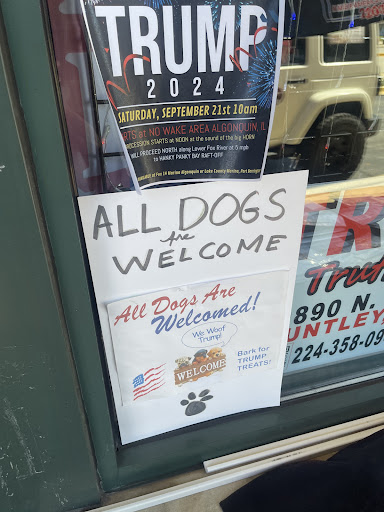 TRUMP
2024
SATURDAY, SEPTEMBER 21st 10am
at NO WAKE AREA ALGONQUIN, IL
STARTS at NOON at the sound of the big HORN
PROCEED NORTH along Lower Fox River at 5 mph
to HANKY PANKY BAY RAFT-OFF
ALL DOGS
are
WELCOME
All Dogs Are
Welcomed!
We Woof
Trump!
WELCOME
Bark for
TRUMP
TREATS!
Tru
890 N.
UNTLEY
224-358-09